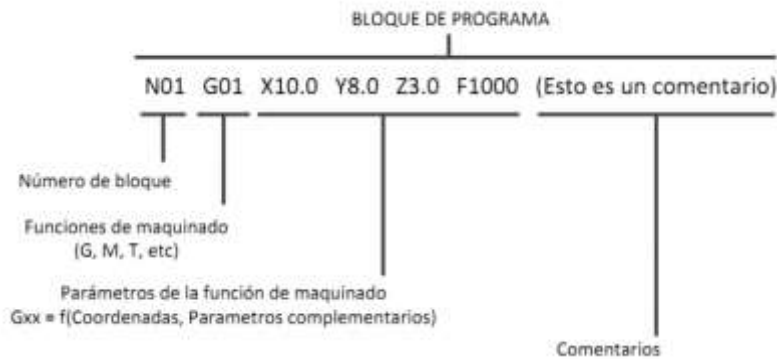 BLOQUE DE PROGRAMA
N01 G01 X10.0 Y8.0 Z3.0 F1000 (Esto es un comentario)
Número de bloque
Funciones de maquinado
(G, M, T, etc)
Parámetros de la función de maquinado
Gxx = f(Coordenadas, Parametros complementarios)
Comentarios